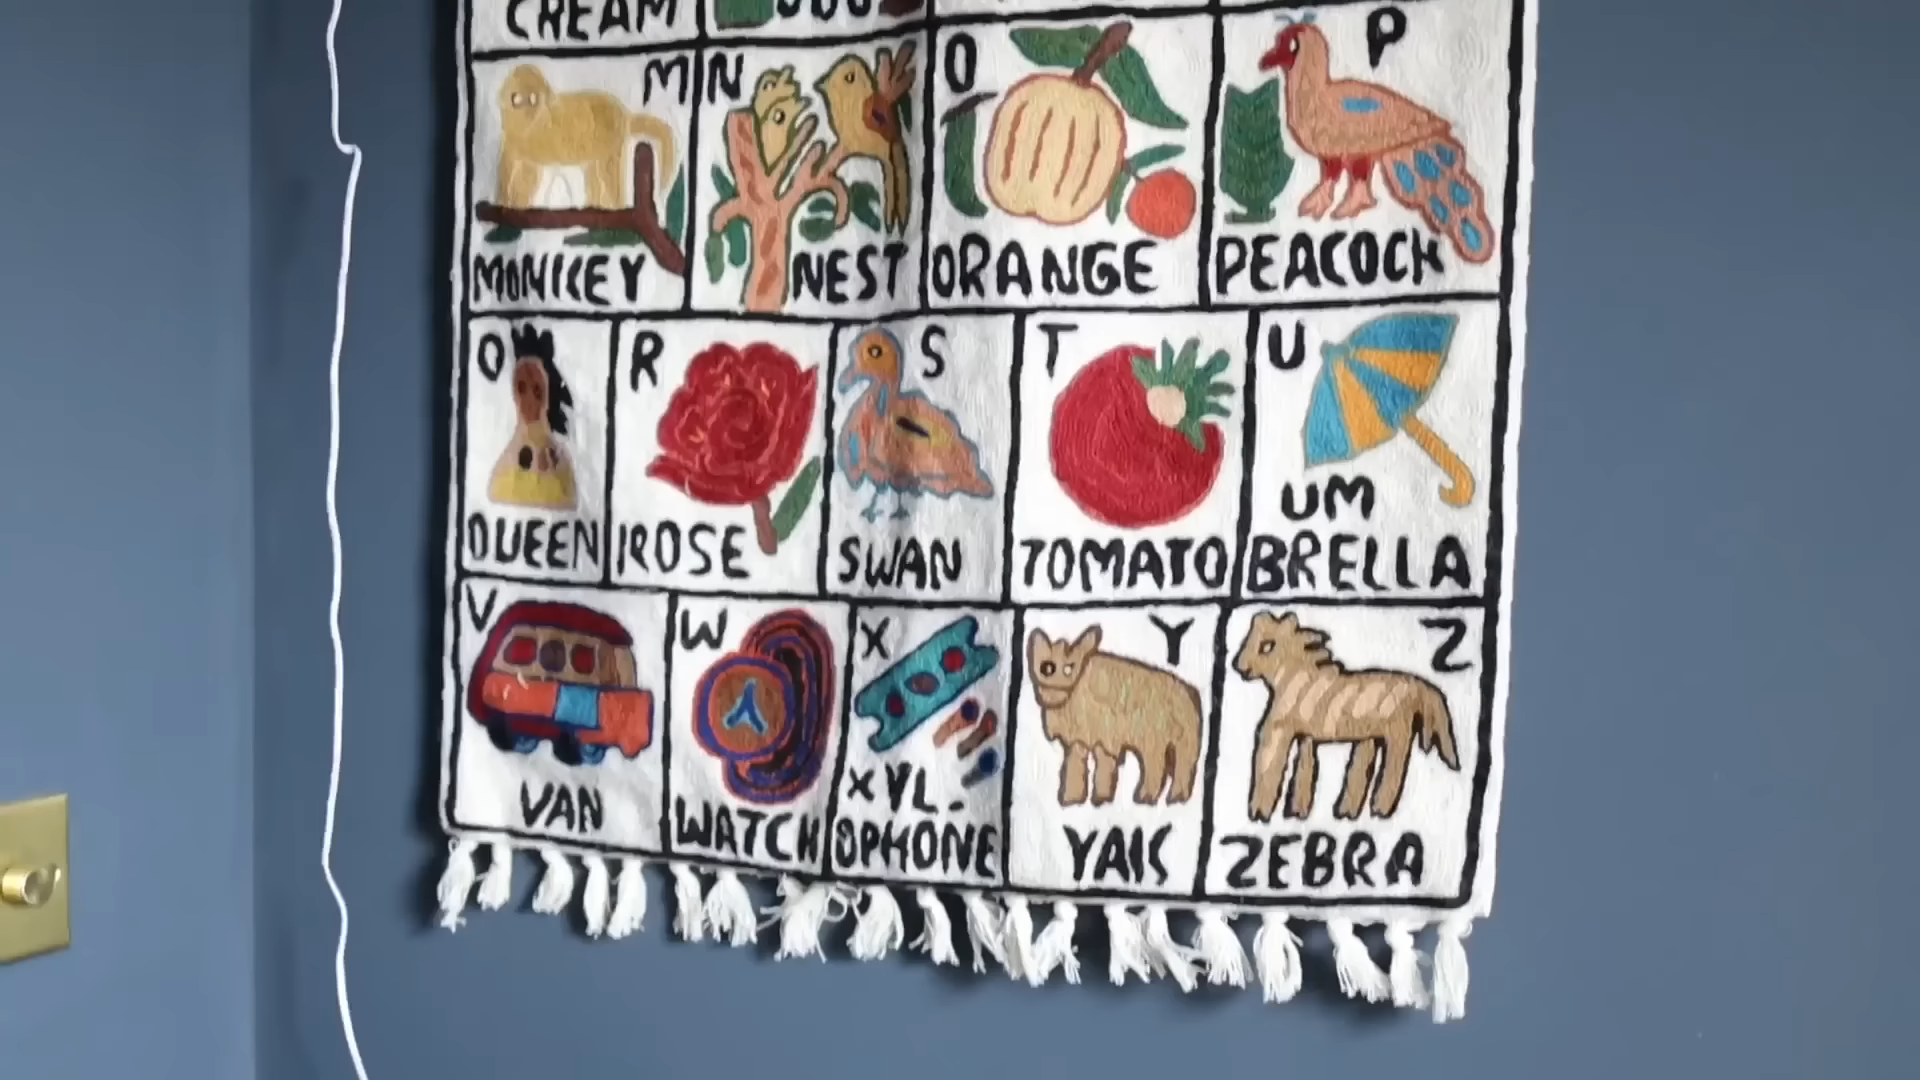 CREAM
M
MONKEY
N
NEST
O
ORANGE
P
PEACOCK
Q
QUEEN
R
ROSE
S
SWAN
T
TOMATO
U
UM
BRELLA
V
VAN
W
WATCH
X
XYL-
OPHONE
Y
YAK
Z
ZEBRA